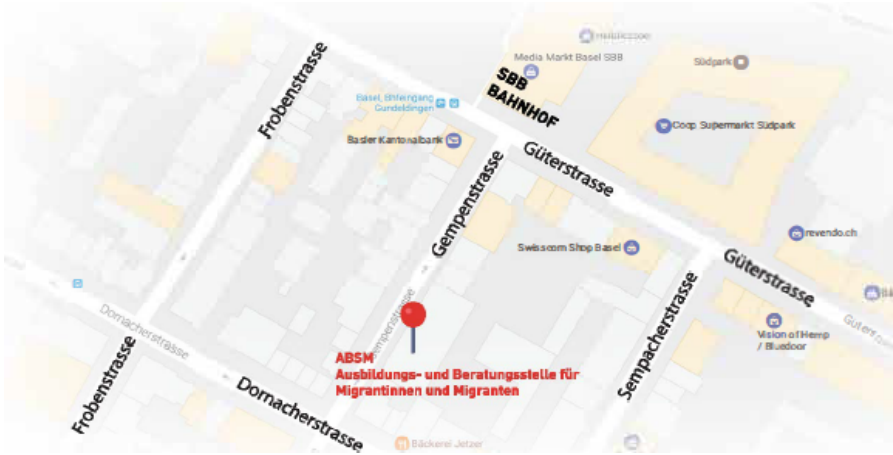 Media Markt Basel SBB
Südpark
SBB
BAHNHOF
Frobenstrasse
Basel, Bhfeingang
Gundeldingen
Basler Kantonalbank
Coop Supermarkt Südpark
Güterstrasse
Gempenstrasse
Swisscom Shop Basel
revendo.ch
Güterstrasse
Sempacherstrasse
Vision of Hemp
/ Bluedoor
Dornacherstrasse
ABSM
Ausbildungs- und Beratungsstelle für
Migrantinnen und Migranten
Frobenstrasse
Dornacherstrasse
Bäckerei Jetzer